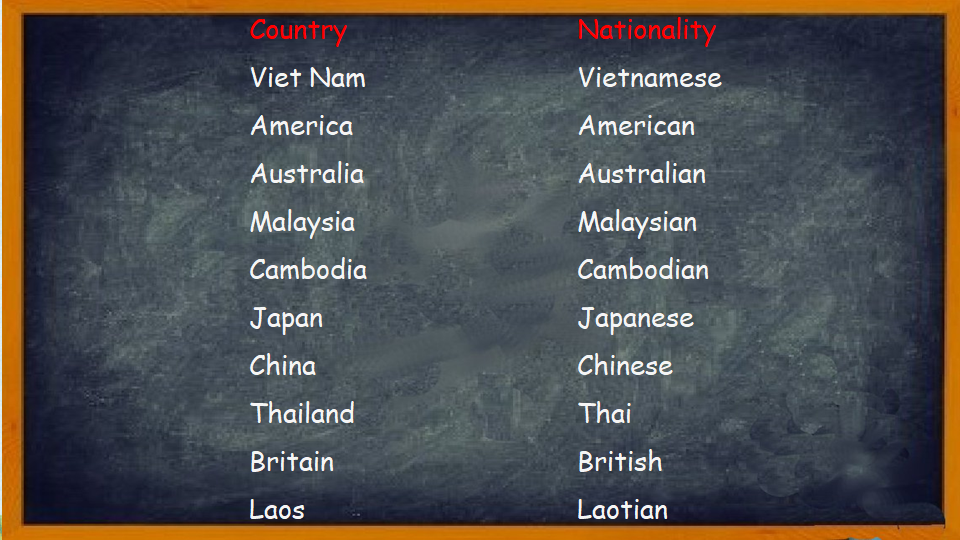 Country Nationality
Viet Nam Vietnamese
America American
Australia Australian
Malaysia Malaysian
Cambodia Cambodian
Japan Japanese
China Chinese
Thailand Thai
Britain British
Laos Laotian